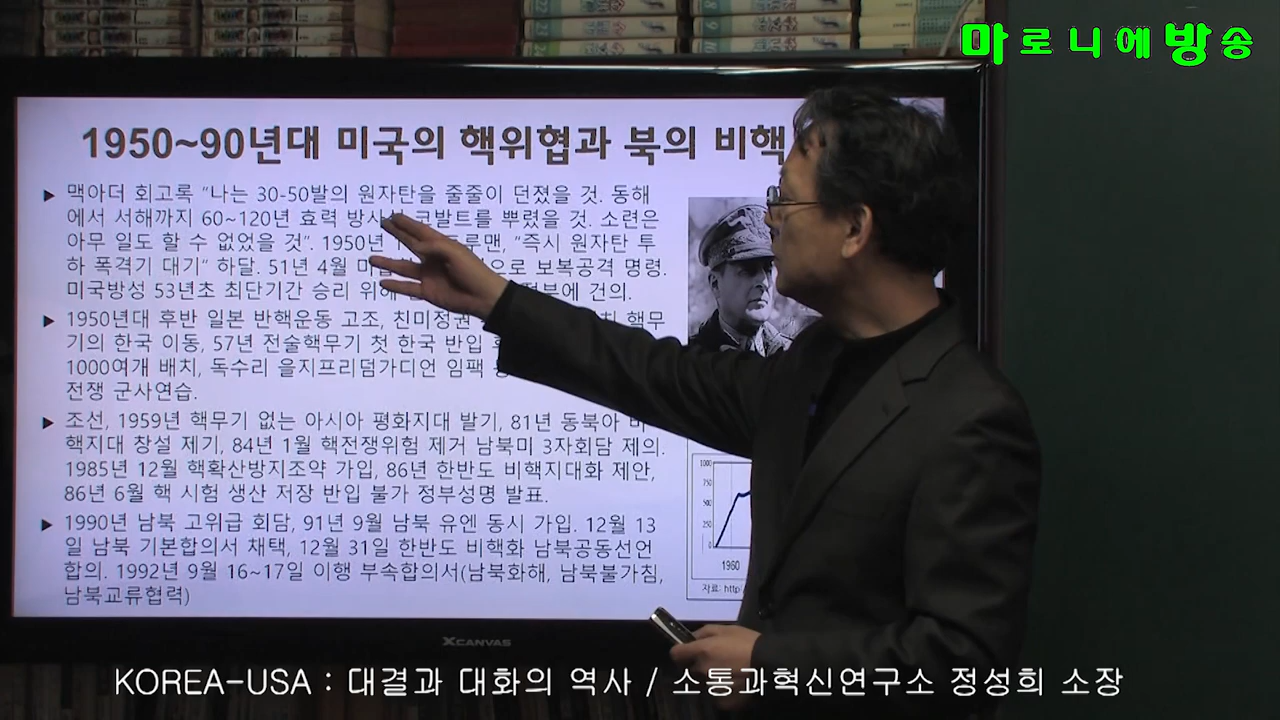 마로니에방송
1950~90년대 미국의 핵위협과 북의 비핵
맥아더 회고록 "나는 30-50발의 원자탄을 줄줄이 던졌을 것. 동해
에서 서해까지 60~120년 효력 방사 코발트를 뿌렸을 것. 소련은
아무 일도 할 수 없었을 것". 1950년 트루맨, "즉시 원자탄 투
하 폭격기 대기" 하달. 51년 4월 으로 보복공격 명령.
미국방성 53년초 최단기간 승리 위해 정부에 건의.
1950년대 후반 일본 반핵운동 고조, 친미정권 핵무
기의 한국 이동, 57년 전술핵무기 첫 한국 반입
1000여개 배치, 독수리 을지프리덤가디언 임팩
전쟁 군사연습.
조선, 1959년 핵무기 없는 아시아 평화지대 발기, 81년 동북아 비
핵지대 창설 제기, 84년 1월 핵전쟁위험 제거 남북미 3자회담 제의.
1985년 12월 핵확산방지조약 가입, 86년 한반도 비핵지대화 제안,
86년 6월 핵 시험 생산 저장 반입 불가 정부성명 발표.
1990년 남북 고위급 회담, 91년 9월 남북 유엔 동시 가입. 12월 13
일 남북 기본합의서 채택, 12월 31일 한반도 비핵화 남북공동선언
합의. 1992년 9월 16~17일 이행 부속합의서(남북화해, 남북불가침,
남북교류협력)
1000
750
500
250
0
1960
자료: http:/
XCANVAS
KOREA-USA : 대결과 대화의 역사 / 소통과혁신연구소 정성희 소장